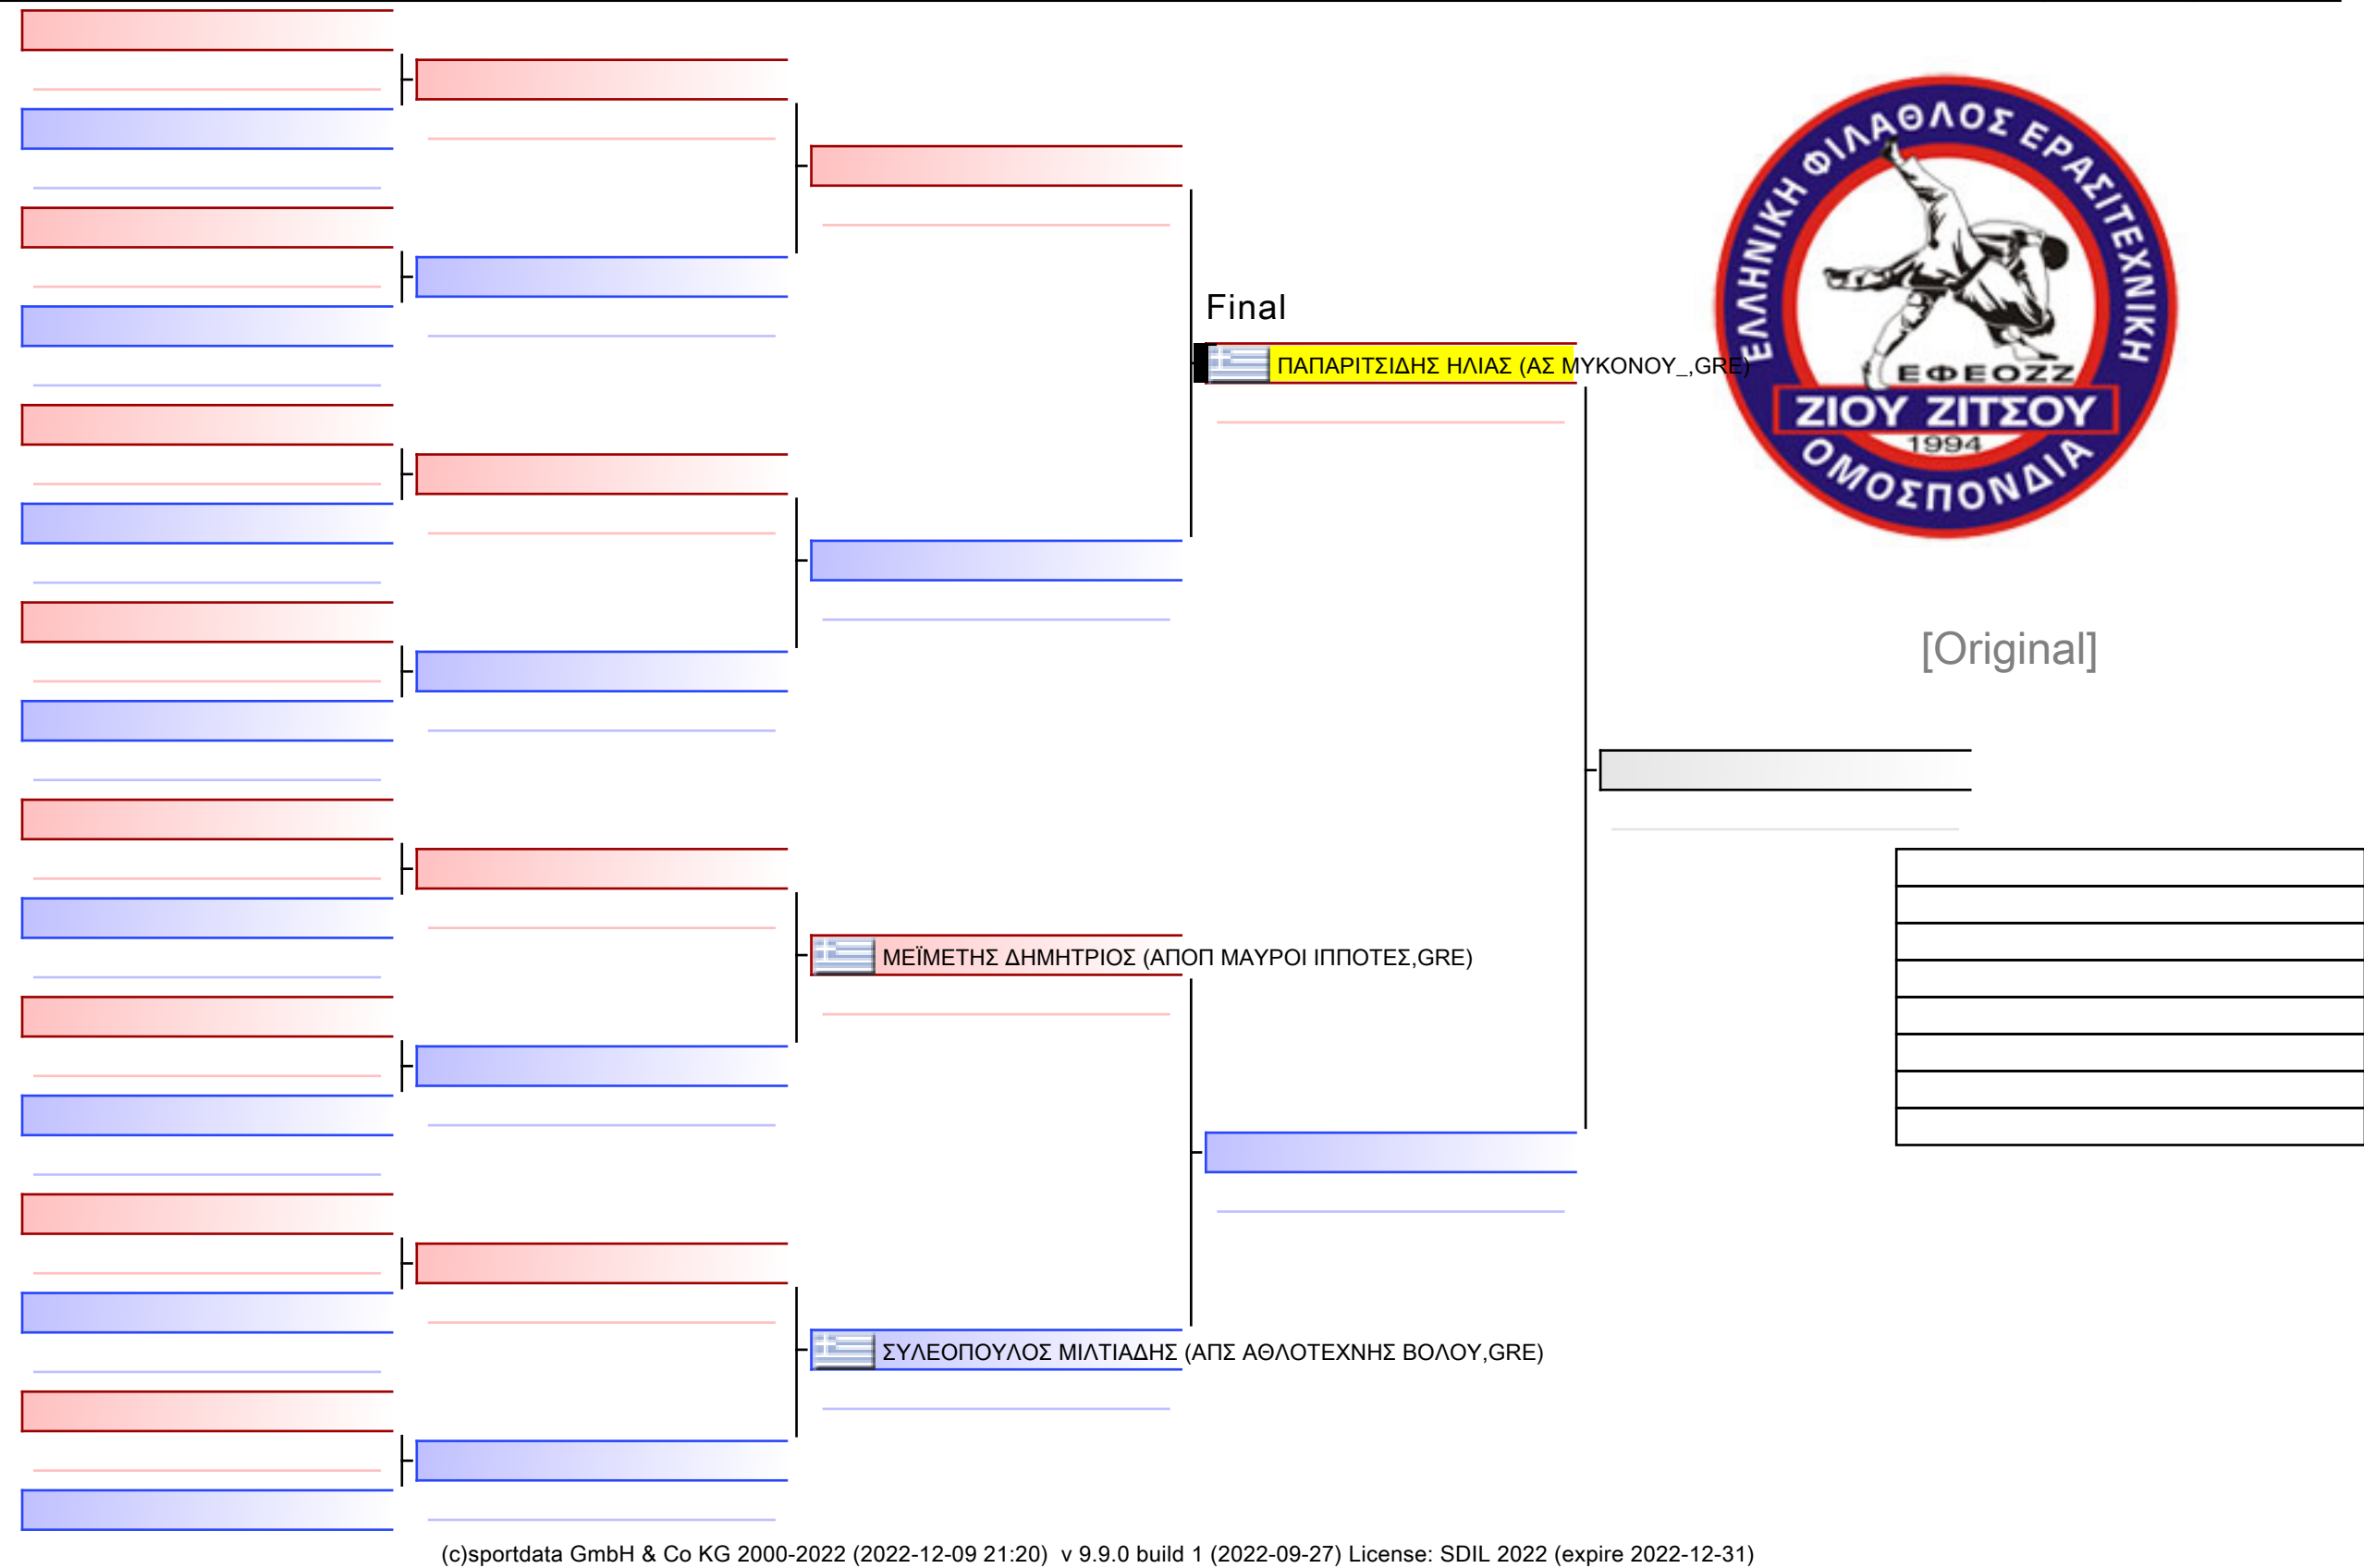 ΕΛΛΗΝΙΚΗ ΦΙΛΑΘΛΟΣ ΕΡΑΣΙΤΕΧΝΙΚΗ
Final
ΠΑΠΑΡΙΤΣΙΔΗΣ ΗΛΙΑΣ (ΑΣ ΜΥΚΟΝΟΥ_,GRE)
ΕΦΕΟΖΖ
ΖΙΟΥ ΖΙΤΣΟΥ
1994
ΟΜΟΣΠΟΝΔΙΑ
[Original]
ΜΕΪΜΕΤΗΣ ΔΗΜΗΤΡΙΟΣ (ΑΠΟΠ ΜΑΥΡΟΙ ΙΠΠΟΤΕΣ,GRE)
ΣΥΛΕΟΠΟΥΛΟΣ ΜΙΛΤΙΑΔΗΣ (ΑΠΣ ΑΘΛΟΤΕΧΝΗΣ ΒΟΛΟΥ,GRE)
(c)sportdata GmbH & Co KG 2000-2022 (2022-12-09 21:20) v 9.9.0 build 1 (2022-09-27) License: SDIL 2022 (expire 2022-12-31)